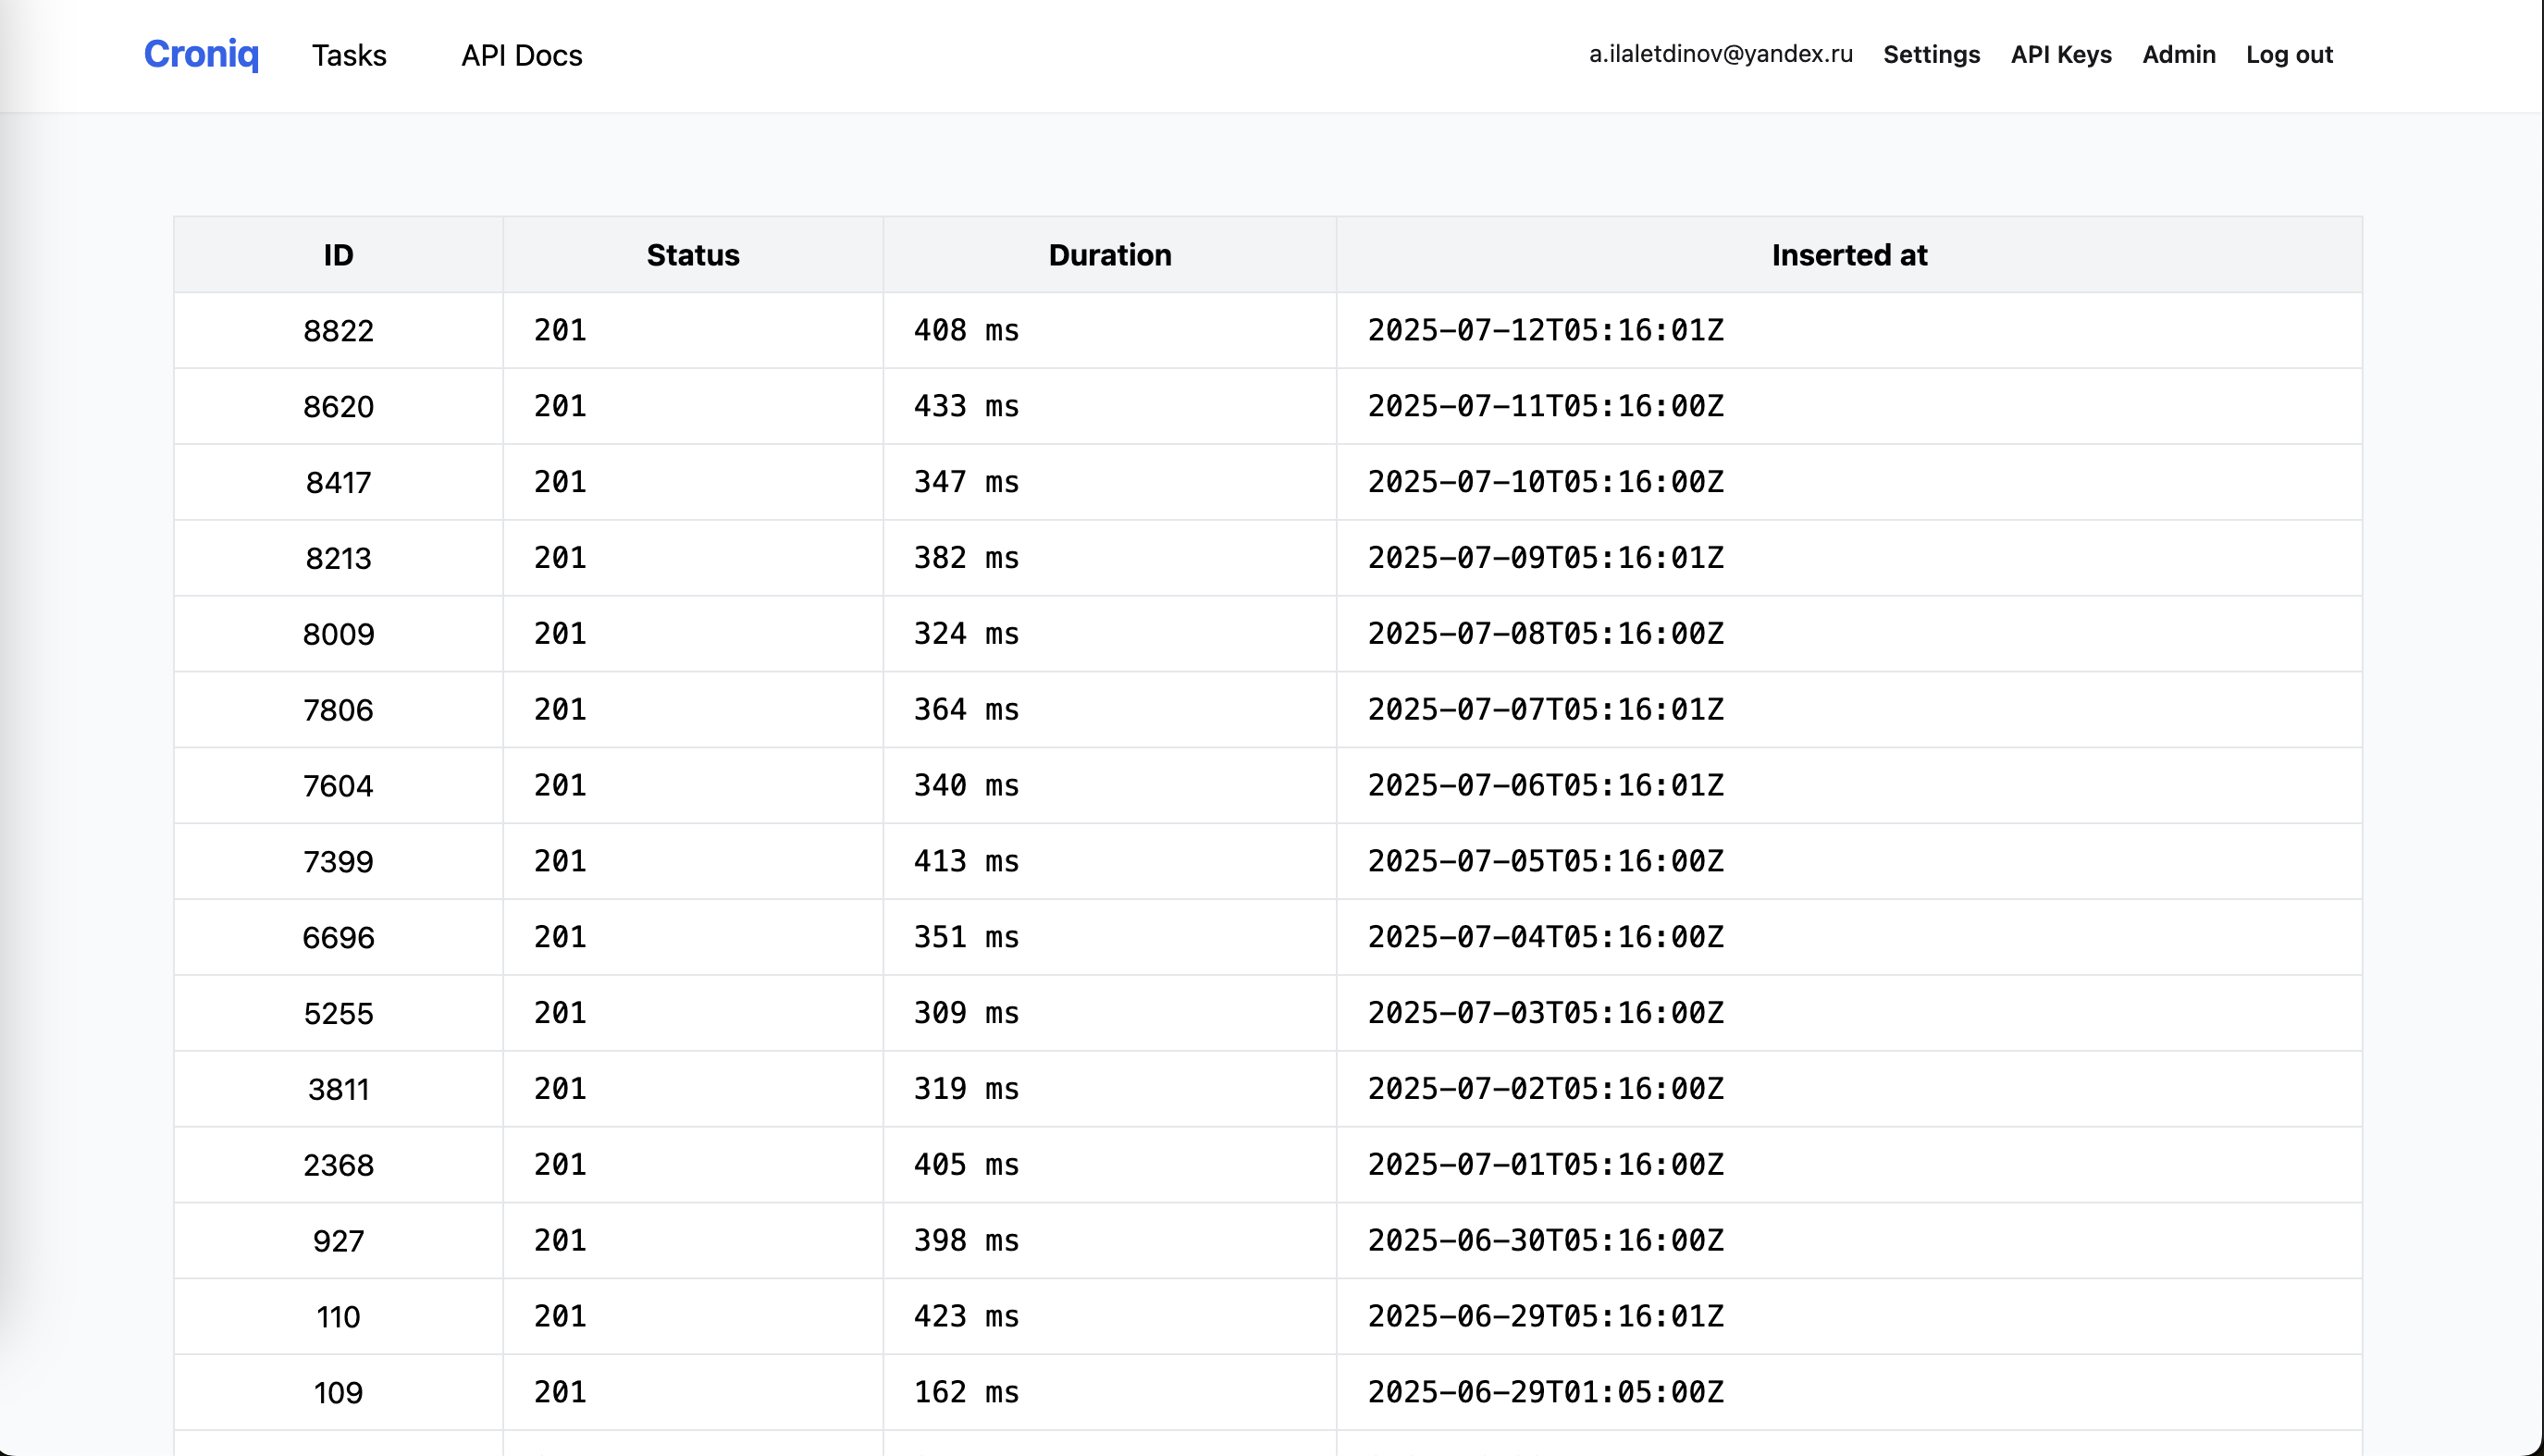 Croniq Tasks API Docs a.ilaletdinov@yandex.ru Settings API Keys Admin Log out
ID Status Duration Inserted at
8822 201 408 ms 2025-07-12T05:16:01Z
8620 201 433 ms 2025-07-11T05:16:00Z
8417 201 347 ms 2025-07-10T05:16:00Z
8213 201 382 ms 2025-07-09T05:16:01Z
8009 201 324 ms 2025-07-08T05:16:00Z
7806 201 364 ms 2025-07-07T05:16:01Z
7604 201 340 ms 2025-07-06T05:16:01Z
7399 201 413 ms 2025-07-05T05:16:00Z
6696 201 351 ms 2025-07-04T05:16:00Z
5255 201 309 ms 2025-07-03T05:16:00Z
3811 201 319 ms 2025-07-02T05:16:00Z
2368 201 405 ms 2025-07-01T05:16:00Z
927 201 398 ms 2025-06-30T05:16:00Z
110 201 423 ms 2025-06-29T05:16:01Z
109 201 162 ms 2025-06-29T01:05:00Z